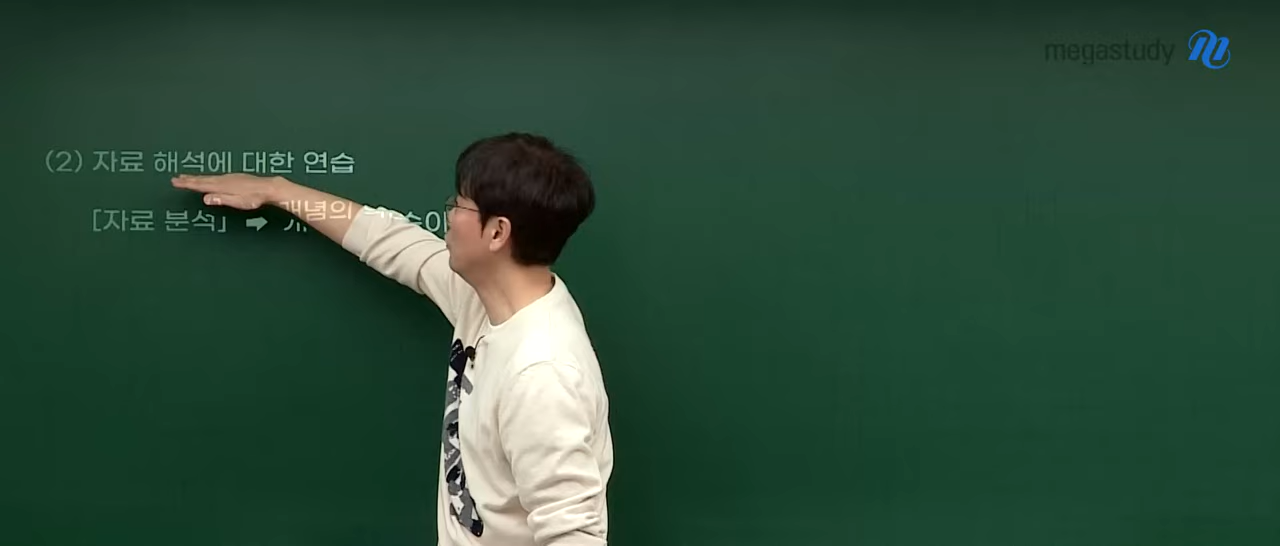 megastudy
(2) 자료 해석에 대한 연습
[자료 분석] ➡ 개념의